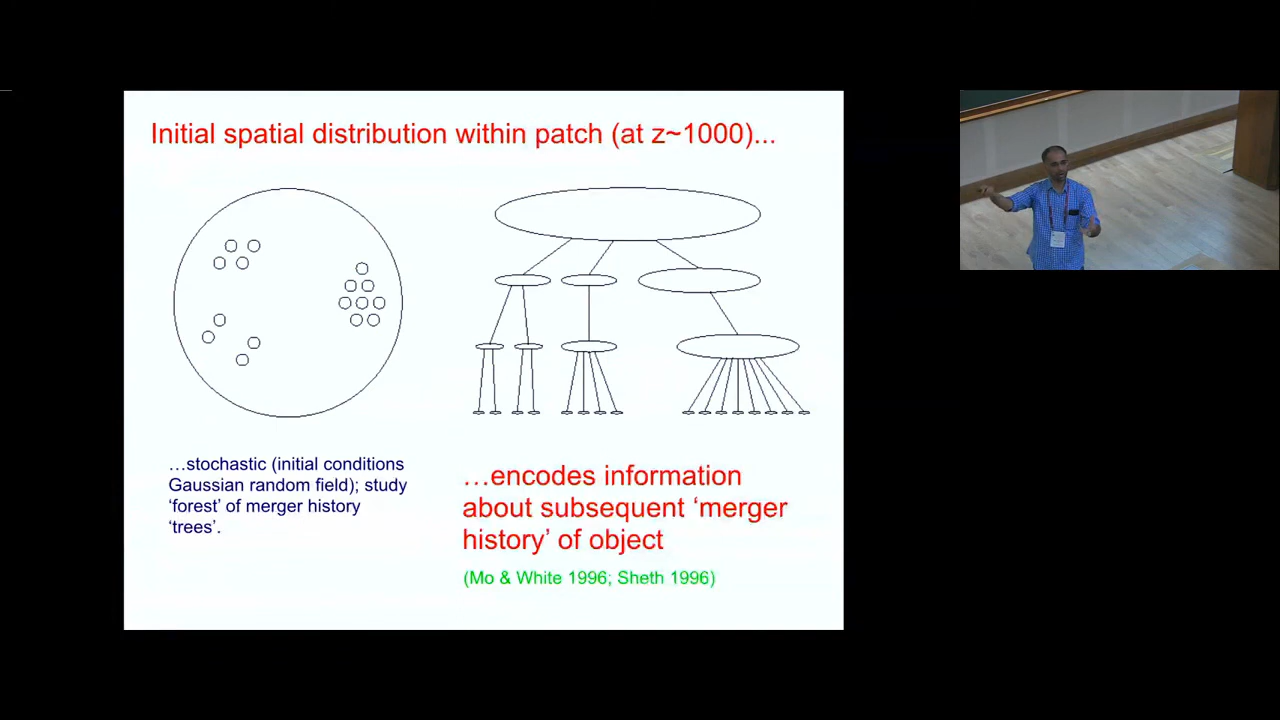 Initial spatial distribution within patch (at z~1000)...
…stochastic (initial conditions
Gaussian random field); study
‘forest’ of merger history
‘trees’.
…encodes information
about subsequent ‘merger
history’ of object
(Mo & White 1996; Sheth 1996)